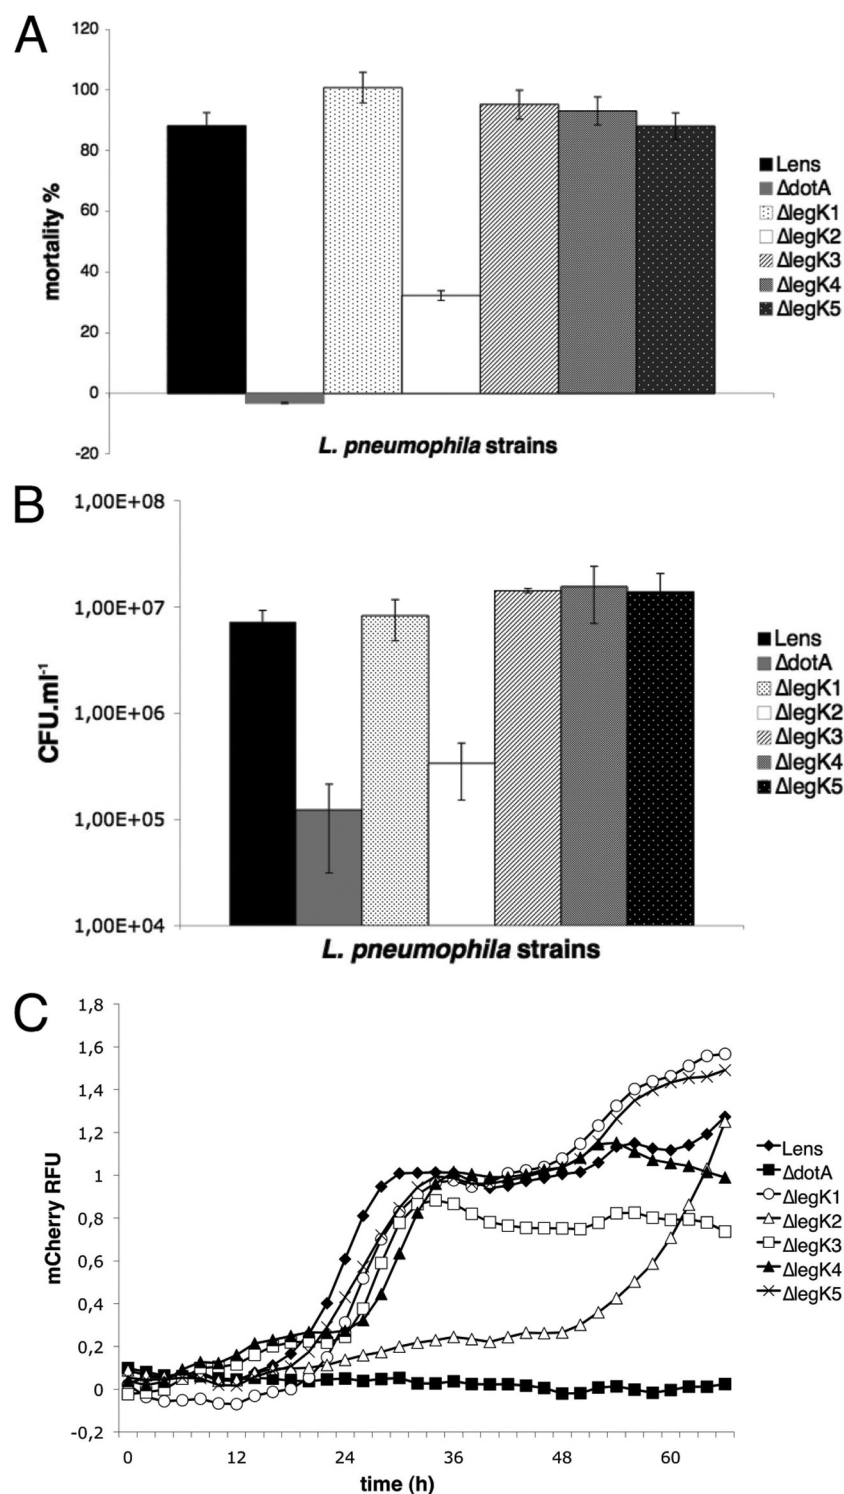 A
120
100
80
60
40
20
0
-20
mortality %
L. pneumophila strains
Lens
ΔdotA
ΔlegK1
ΔlegK2
ΔlegK3
ΔlegK4
ΔlegK5
B
1,00E+08
1,00E+07
1,00E+06
1,00E+05
1,00E+04
CFU.ml-1
L. pneumophila strains
Lens
ΔdotA
ΔlegK1
ΔlegK2
ΔlegK3
ΔlegK4
ΔlegK5
C
1,8
1,6
1,4
1,2
1
0,8
0,6
0,4
0,2
0
-0,2
mCherry RFU
0 12 24 36 48 60
time (h)
Lens
ΔdotA
ΔlegK1
ΔlegK2
ΔlegK3
ΔlegK4
ΔlegK5